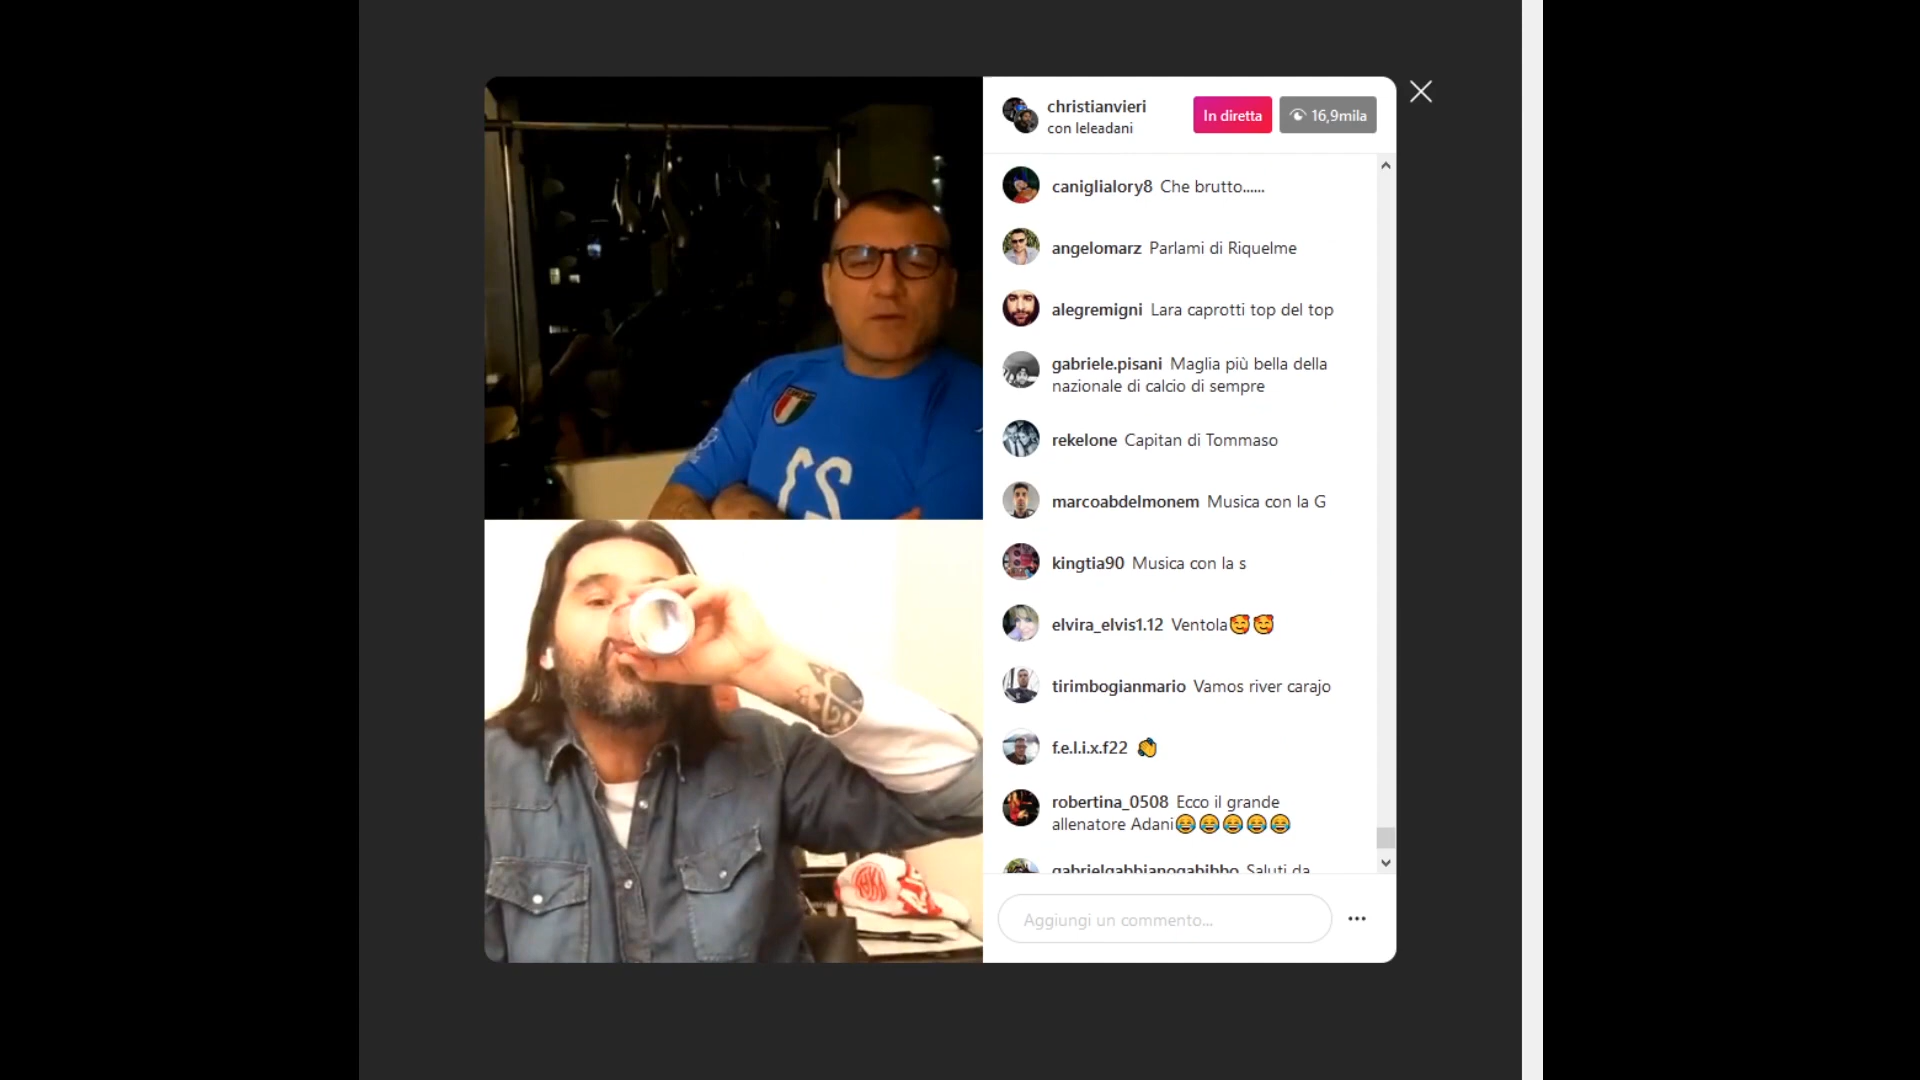 christianvieri
con leleadani
In diretta
16,9mila
caniglialory8 Che brutto......
angelomarz Parlami di Riquelme
alegremigni Lara caprotti top del top
gabriele.pisani Maglia più bella della
nazionale di calcio di sempre
rekelone Capitan di Tommaso
marcoabdelmonem Musica con la G
kingtia90 Musica con la s
elvira_elvis1.12 Ventola🥰🥰
tirimbogianmario Vamos river carajo
f.e.l.i.x.f22 👏
robertina_0508 Ecco il grande
allenatore Adani😂😂😂😂😂
gabrielgabbianogabibbo Saluti da
Aggiungi un commento...